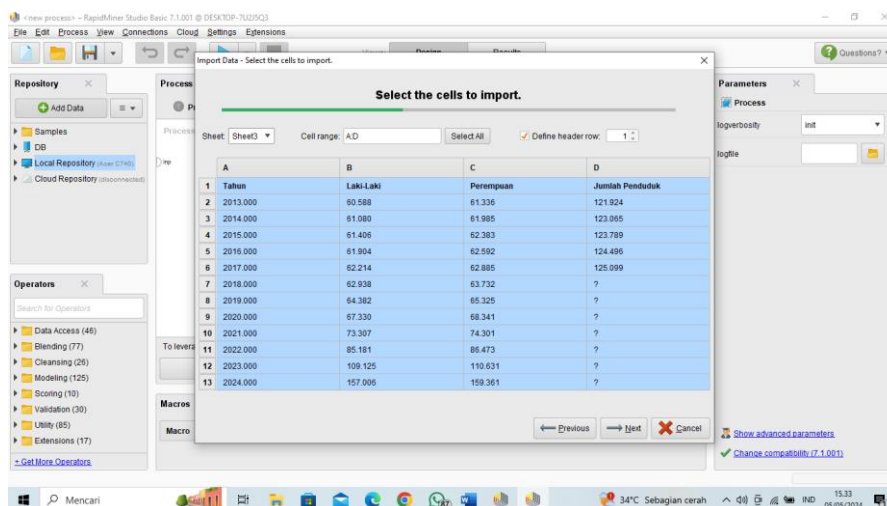 <new process> – RapidMiner Studio Basic 7.1.001 @ DESKTOP-7U2J5Q3
File Edit Process View Connections Cloud Settings Extensions
Questions?
Import Data - Select the cells to import.
Repository
Add Data
Samples
DB
Local Repository (Acer C740)
Cloud Repository (disconnected)
Process
Process
inp
Select the cells to import.
Sheet: Sheet3 Cell range: A:D Select All Define header row: 1
A B C D
1 Tahun Laki-Laki Perempuan Jumlah Penduduk
2 2013.000 60.588 61.336 121.924
3 2014.000 61.080 61.985 123.065
4 2015.000 61.406 62.383 123.789
5 2016.000 61.904 62.592 124.496
6 2017.000 62.214 62.885 125.099
7 2018.000 62.938 63.732 ?
8 2019.000 64.382 65.325 ?
9 2020.000 67.330 68.341 ?
10 2021.000 73.307 74.301 ?
11 2022.000 85.181 86.473 ?
12 2023.000 109.125 110.631 ?
13 2024.000 157.006 159.361 ?
Previous Next Cancel
Parameters
Process
logverbosity init
logfile
Operators
Search for Operators
Data Access (46)
Blending (77)
Cleansing (26)
Modeling (125)
Scoring (10)
Validation (30)
Utility (85)
Extensions (17)
+ Get More Operators
To levera
Macros
Macro
Show advanced parameters
Change compatibility (7.1.001)
Mencari
34°C Sebagian cerah
IND
15.33
05/05/2024